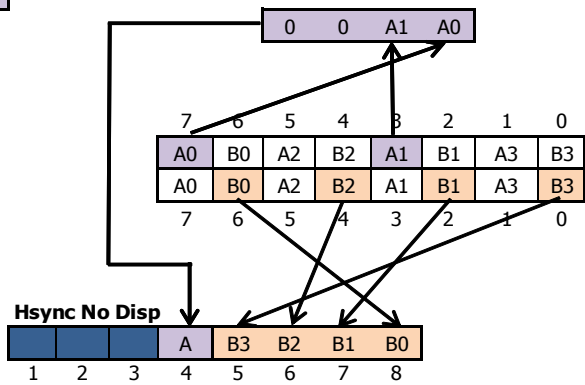 0 0 A1 A0
7 6 5 4 3 2 1 0
A0 B0 A2 B2 A1 B1 A3 B3
A0 B0 A2 B2 A1 B1 A3 B3
7 6 5 4 3 2 1 0
Hsync No Disp
A B3 B2 B1 B0
1 2 3 4 5 6 7 8